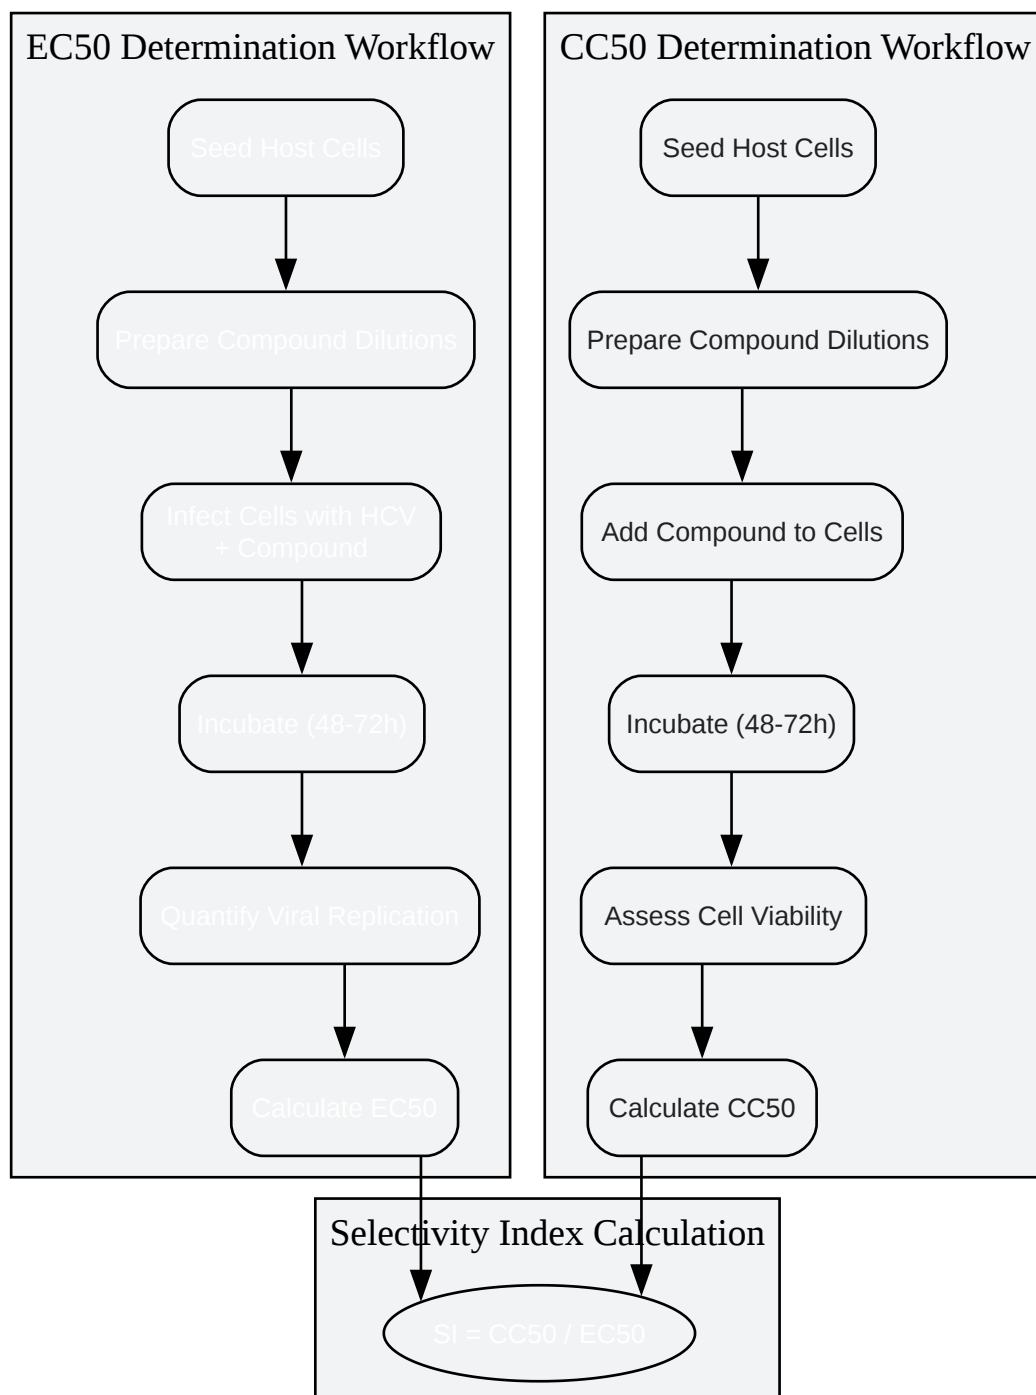 EC50 Determination Workflow
Seed Host Cells
Prepare Compound Dilutions
Infect Cells with HCV
+ Compound
Incubate (48-72h)
Quantify Viral Replication
Calculate EC50
CC50 Determination Workflow
Seed Host Cells
Prepare Compound Dilutions
Add Compound to Cells
Incubate (48-72h)
Assess Cell Viability
Calculate CC50
Selectivity Index Calculation
SI = CC50 / EC50